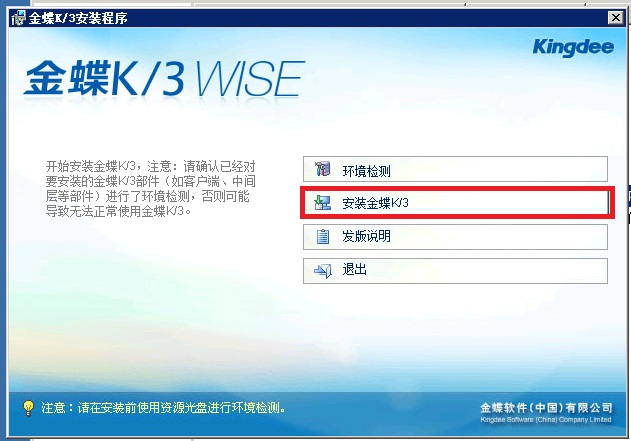 金蝶K/3安装程序
Kingdee
金蝶K/3 WISE
开始安装金蝶K/3，注意：请确认已经对
要安装的金蝶K/3部件（如客户端、中间
层等部件）进行了环境检测，否则可能
导致无法正常使用金蝶K/3。
环境检测
安装金蝶K/3
发版说明
退出
注意：请在安装前使用资源光盘进行环境检测。
金蝶软件（中国）有限公司
Kingdee Software (China) Company Limited